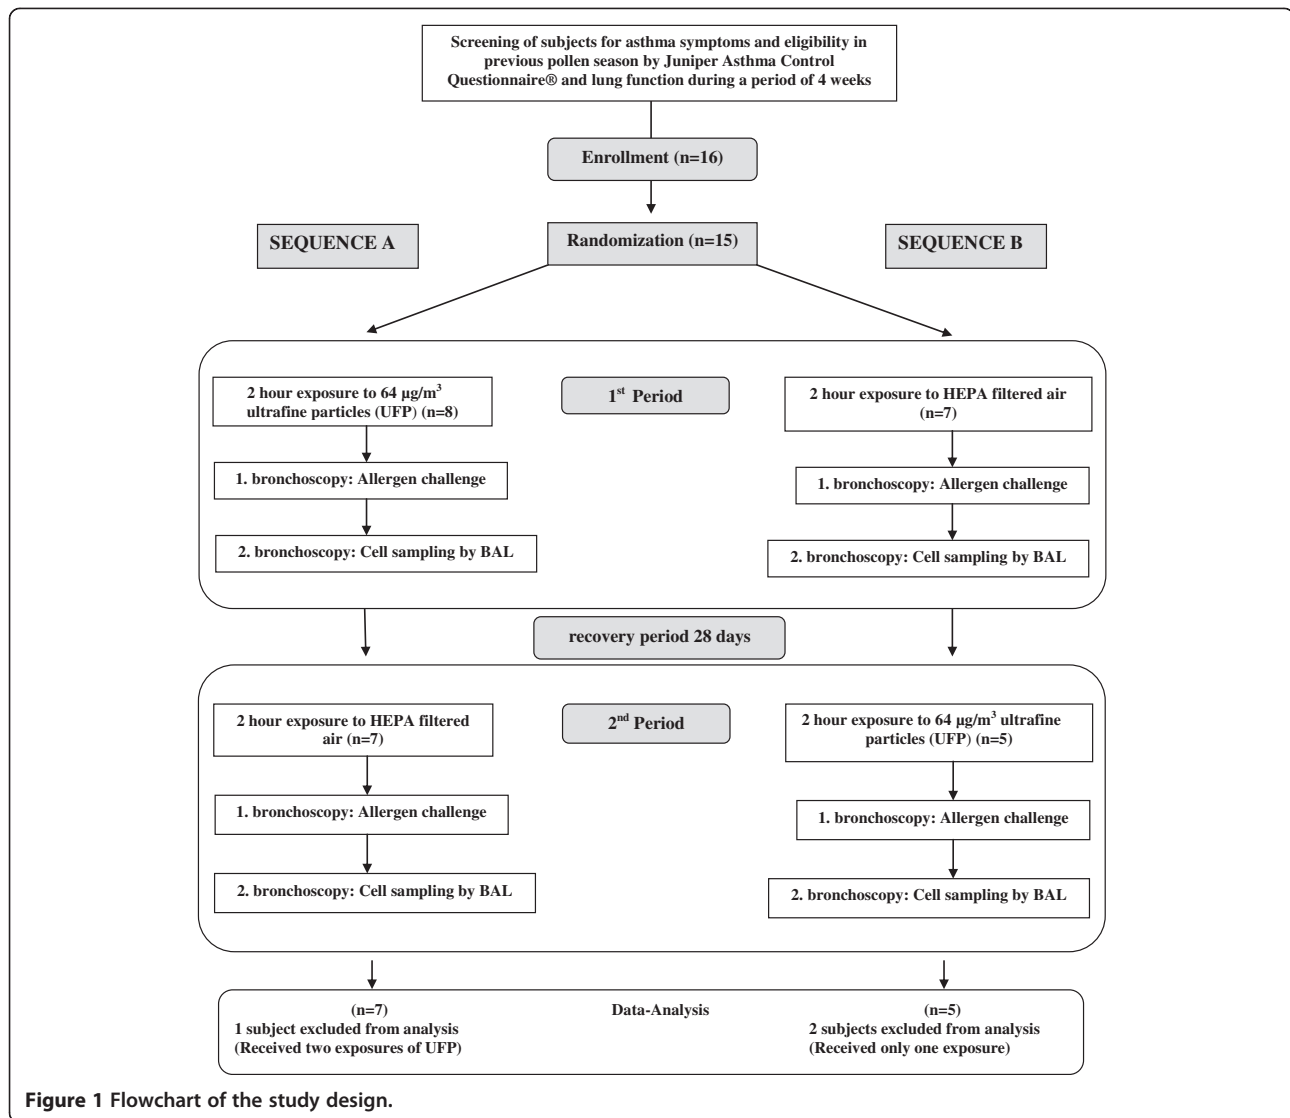 Screening of subjects for asthma symptoms and eligibility in
previous pollen season by Juniper Asthma Control
Questionnaire® and lung function during a period of 4 weeks
Enrollment (n=16)
SEQUENCE A
Randomization (n=15)
SEQUENCE B
2 hour exposure to 64 µg/m³
ultrafine particles (UFP) (n=8)
1st Period
2 hour exposure to HEPA filtered air
(n=7)
1. bronchoscopy: Allergen challenge
1. bronchoscopy: Allergen challenge
2. bronchoscopy: Cell sampling by BAL
2. bronchoscopy: Cell sampling by BAL
recovery period 28 days
2 hour exposure to HEPA filtered
air (n=7)
2nd Period
2 hour exposure to 64 µg/m³ ultrafine
particles (UFP) (n=5)
1. bronchoscopy: Allergen challenge
1. bronchoscopy: Allergen challenge
2. bronchoscopy: Cell sampling by BAL
2. bronchoscopy: Cell sampling by BAL
(n=7)
1 subject excluded from analysis
(Received two exposures of UFP)
Data-Analysis
(n=5)
2 subjects excluded from analysis
(Received only one exposure)
Figure 1 Flowchart of the study design.